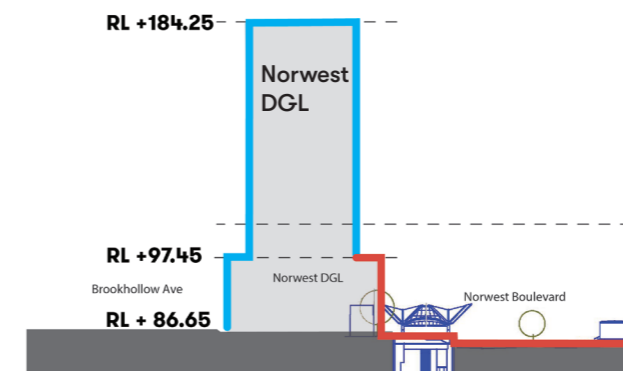 RL +184.25
Norwest
DGL
RL +97.45
Norwest DGL
Brookhollow Ave
Norwest Boulevard
RL + 86.65